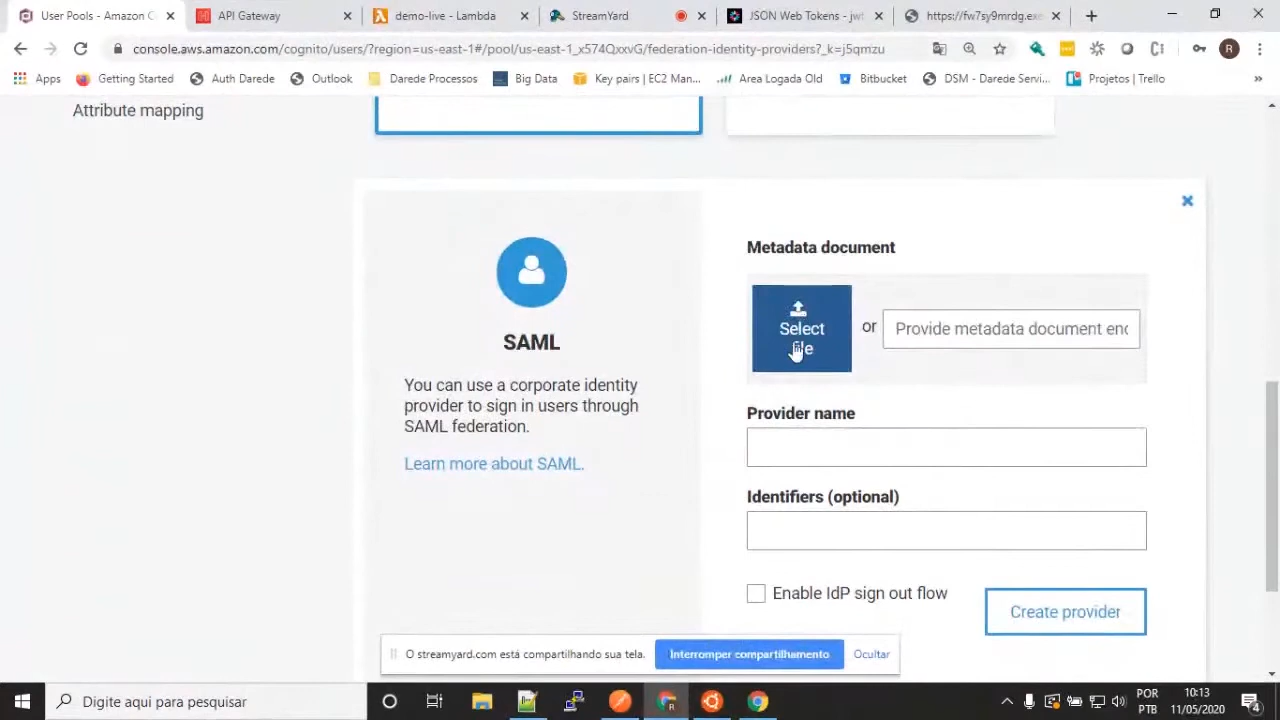 User Pools - Amazon C
API Gateway
demo-live - Lambda
StreamYard
JSON Web Tokens - jwt
https://fw7sy9mrdg.exe
console.aws.amazon.com/cognito/users/?region=us-east-1#/pool/us-east-1_x574QxxvG/federation-identity-providers?_k=j5qmzu
R
Apps
Getting Started
Auth Darede
Outlook
Darede Processos
Big Data
Key pairs | EC2 Man...
Area Logada Old
Bitbucket
DSM - Darede Servi...
Projetos | Trello
»
Attribute mapping
SAML
You can use a corporate identity
provider to sign in users through
SAML federation.
Learn more about SAML.
Metadata document
Select
file
or
Provide metadata document enc
Provider name
Identifiers (optional)
Enable IdP sign out flow
Create provider
O streamyard.com está compartilhando sua tela.
Interromper compartilhamento
Ocultar
Digite aqui para pesquisar
POR
PTB
10:13
11/05/2020
4